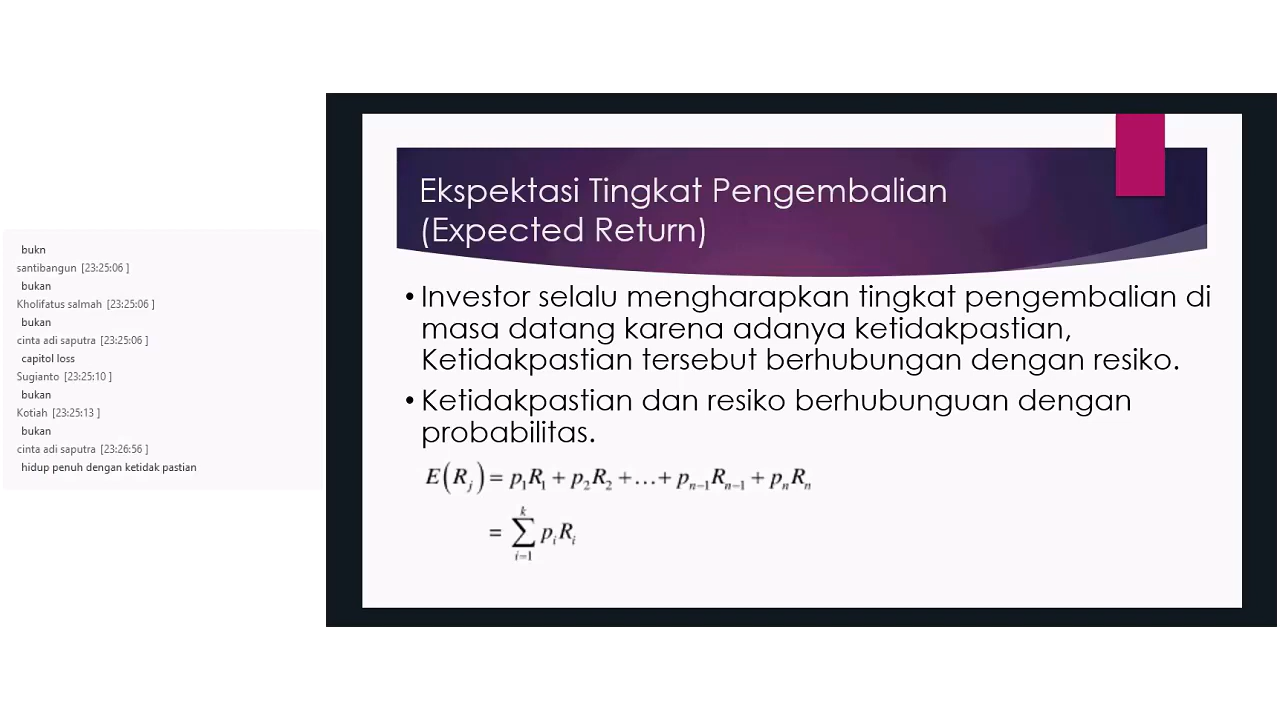 bukn
santibangun [23:25:06 ]
bukan
Kholifatus salmah [23:25:06 ]
bukan
cinta adi saputra [23:25:06 ]
capitol loss
Sugianto [23:25:10 ]
bukan
Kotiah [23:25:13 ]
bukan
cinta adi saputra [23:26:56 ]
hidup penuh dengan ketidak pastian
Ekspektasi Tingkat Pengembalian
(Expected Return)
• Investor selalu mengharapkan tingkat pengembalian di
masa datang karena adanya ketidakpastian,
Ketidakpastian tersebut berhubungan dengan resiko.
• Ketidakpastian dan resiko berhubunguan dengan
probabilitas.
E(R_j) = p_1R_1 + p_2R_2 + ... + p_{n-1}R_{n-1} + p_nR_n
= \sum_{i=1}^{k} p_iR_i